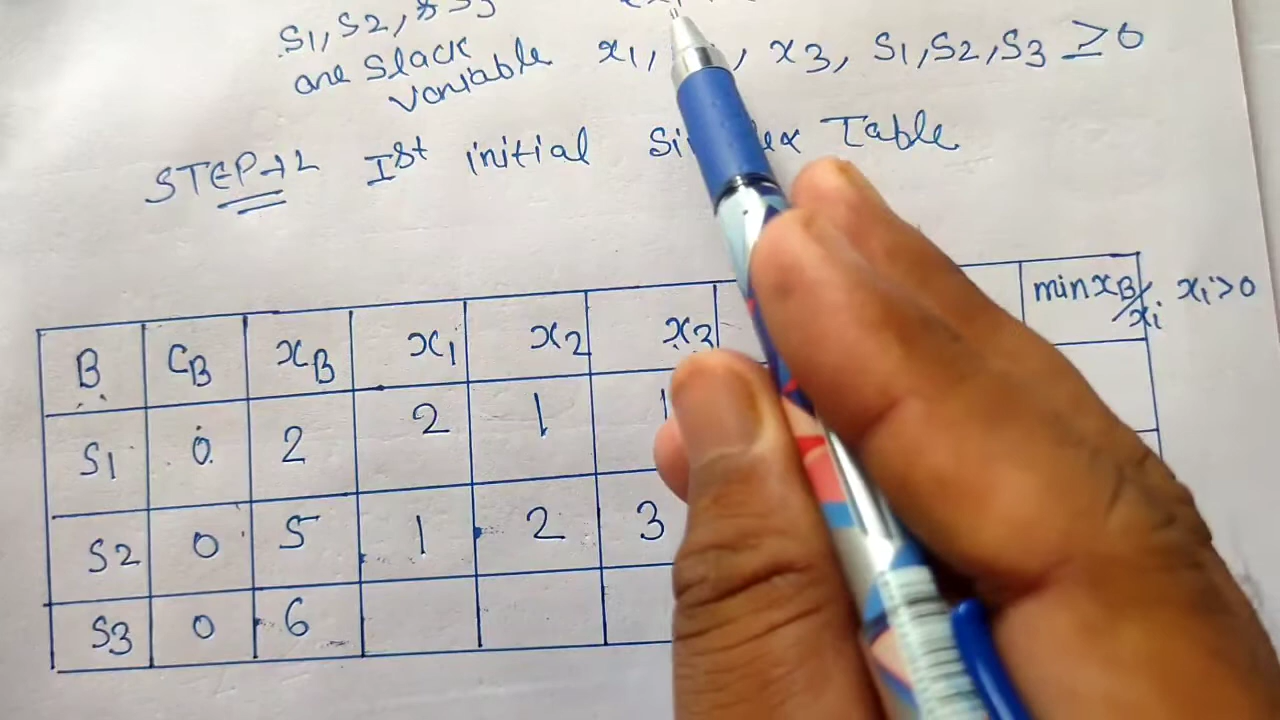 S1, S2,
are Slack
variable x1, , x3, S1, S2, S3 ≥0
STEP→2 Ist initial Table
B CB xB x1 x2 x3 min xB/xi xi>0
S1 0 2 2 1 1
S2 0 5 1 2 3
S3 0 6